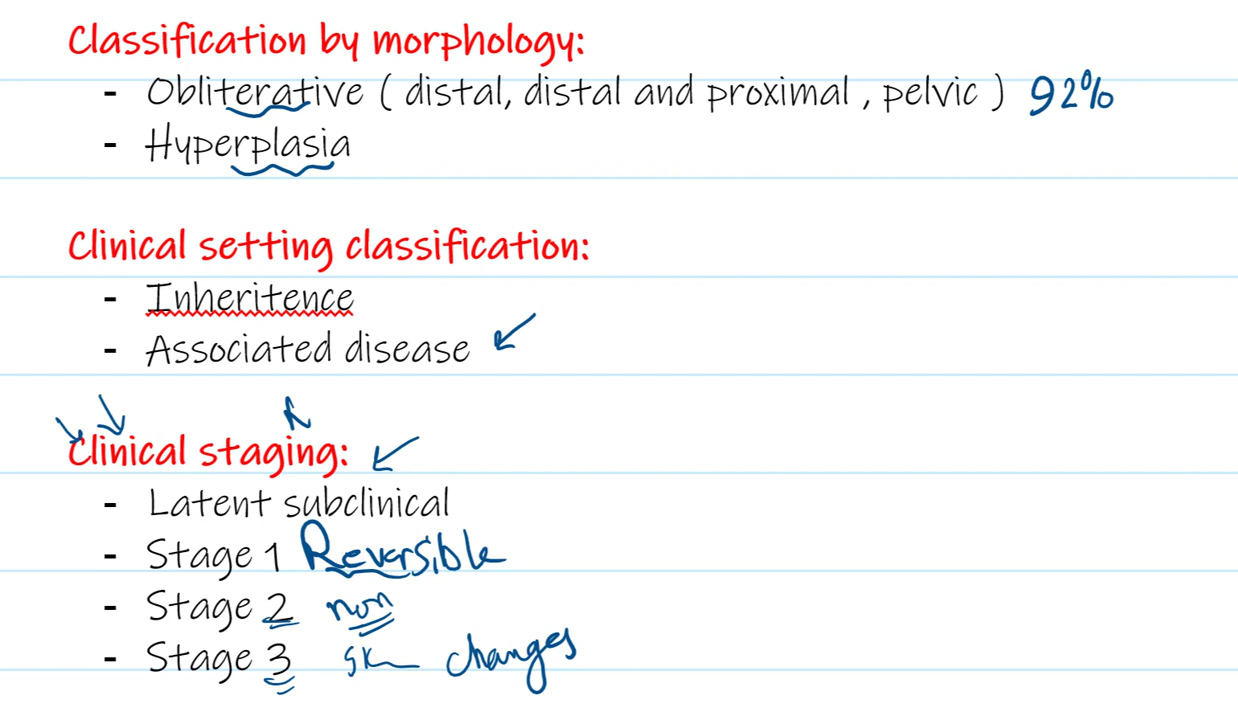 Classification by morphology:
- Obliterative ( distal, distal and proximal , pelvic ) 92%
- Hyperplasia
Clinical setting classification:
- Inheritence
- Associated disease
Clinical staging:
- Latent subclinical
- Stage 1 Reversible
- Stage 2 non
- Stage 3 changes